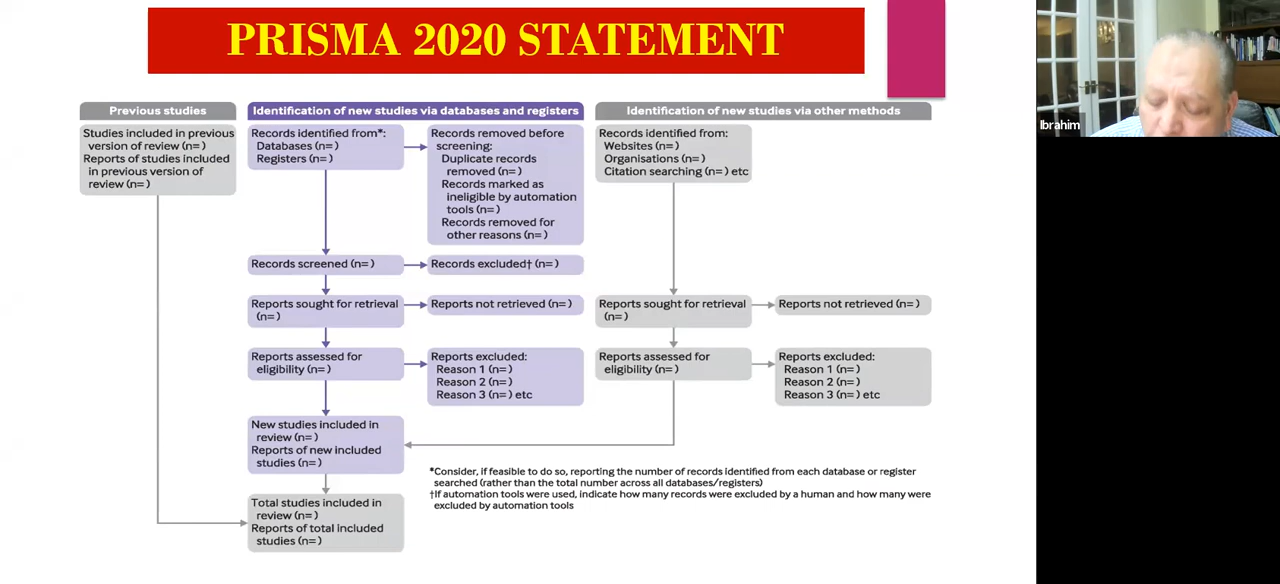 PRISMA 2020 STATEMENT
Ibrahim
Previous studies
Studies included in previous
version of review (n= )
Reports of studies included
in previous version of
review (n= )
Identification of new studies via databases and registers
Records identified from*:
Databases (n= )
Registers (n= )
Records removed before
screening:
Duplicate records
removed (n= )
Records marked as
ineligible by automation
tools (n= )
Records removed for
other reasons (n= )
Records screened (n= )
Records excluded† (n= )
Reports sought for retrieval
(n= )
Reports not retrieved (n= )
Reports assessed for
eligibility (n= )
Reports excluded:
Reason 1 (n= )
Reason 2 (n= )
Reason 3 (n= ) etc
New studies included in
review (n= )
Reports of new included
studies (n= )
Total studies included in
review (n= )
Reports of total included
studies (n= )
Identification of new studies via other methods
Records identified from:
Websites (n= )
Organisations (n= )
Citation searching (n= ) etc
Reports sought for retrieval
(n= )
Reports not retrieved (n= )
Reports assessed for
eligibility (n= )
Reports excluded:
Reason 1 (n= )
Reason 2 (n= )
Reason 3 (n= ) etc
*Consider, if feasible to do so, reporting the number of records identified from each database or register
searched (rather than the total number across all databases/registers)
†If automation tools were used, indicate how many records were excluded by a human and how many were
excluded by automation tools